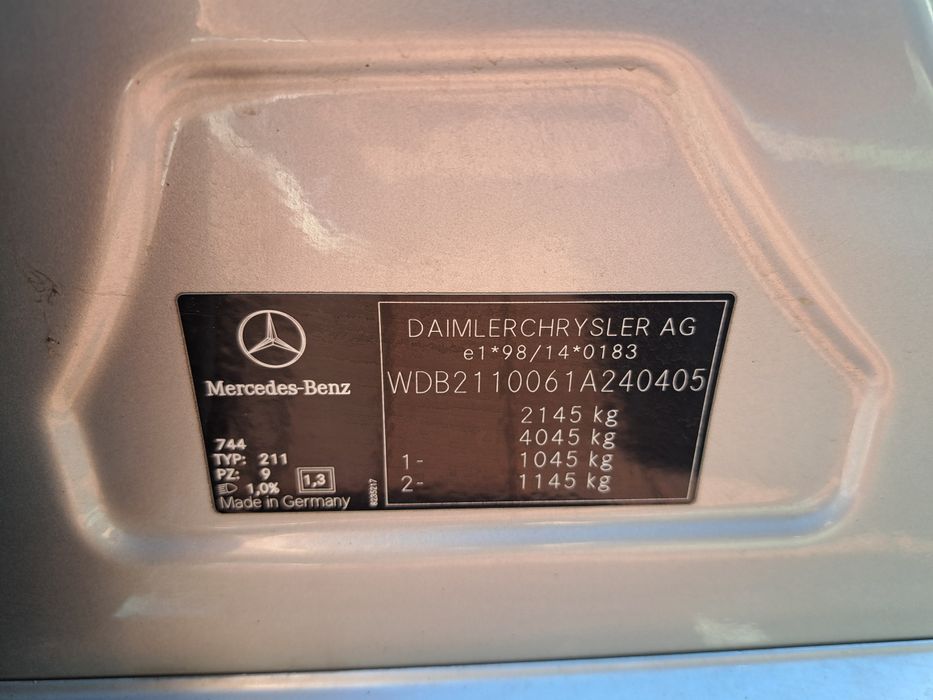 Mercedes-Benz
744
TYP: 211
PZ: 9
1,0%
1,3
Made in Germany
8235217
DAIMLERCHRYSLER AG
e1*98/14*0183
WDB2110061A240405
2145 kg
4045 kg
1- 1045 kg
2- 1145 kg